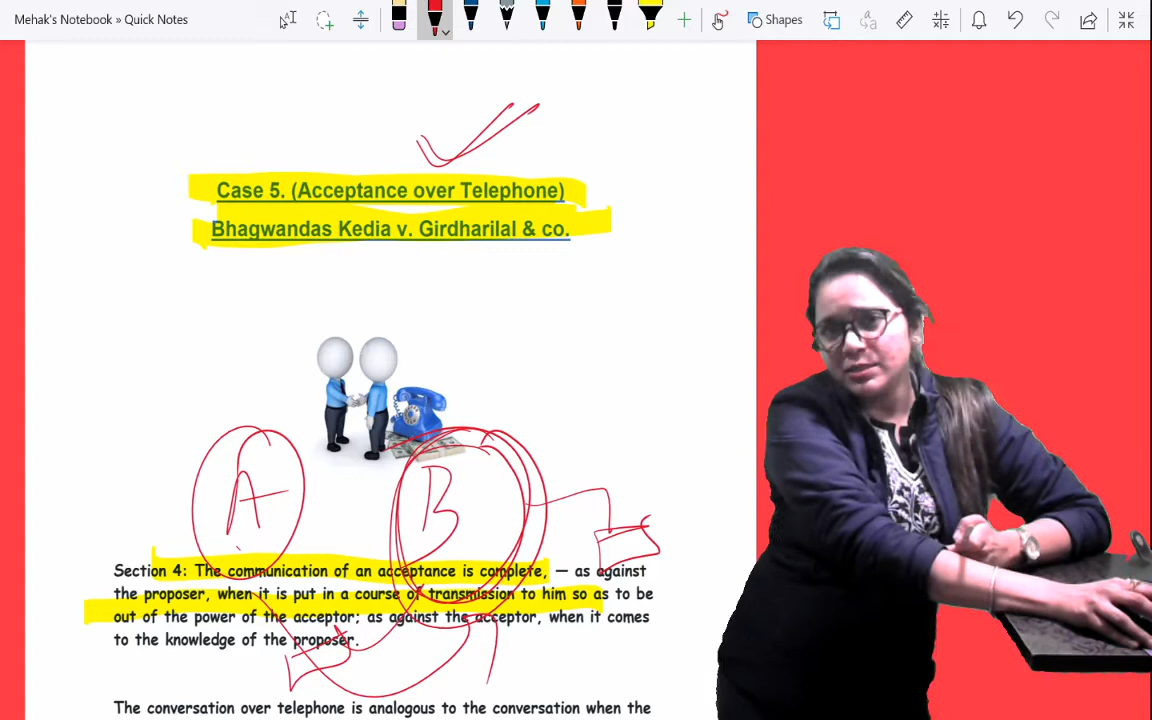 Mehak's Notebook » Quick Notes
Shapes
Case 5. (Acceptance over Telephone)
Bhagwandas Kedia v. Girdharilal & co.
A
B
Section 4: The communication of an acceptance is complete, — as against
the proposer, when it is put in a course of transmission to him so as to be
out of the power of the acceptor; as against the acceptor, when it comes
to the knowledge of the proposer.
The conversation over telephone is analogous to the conversation when the